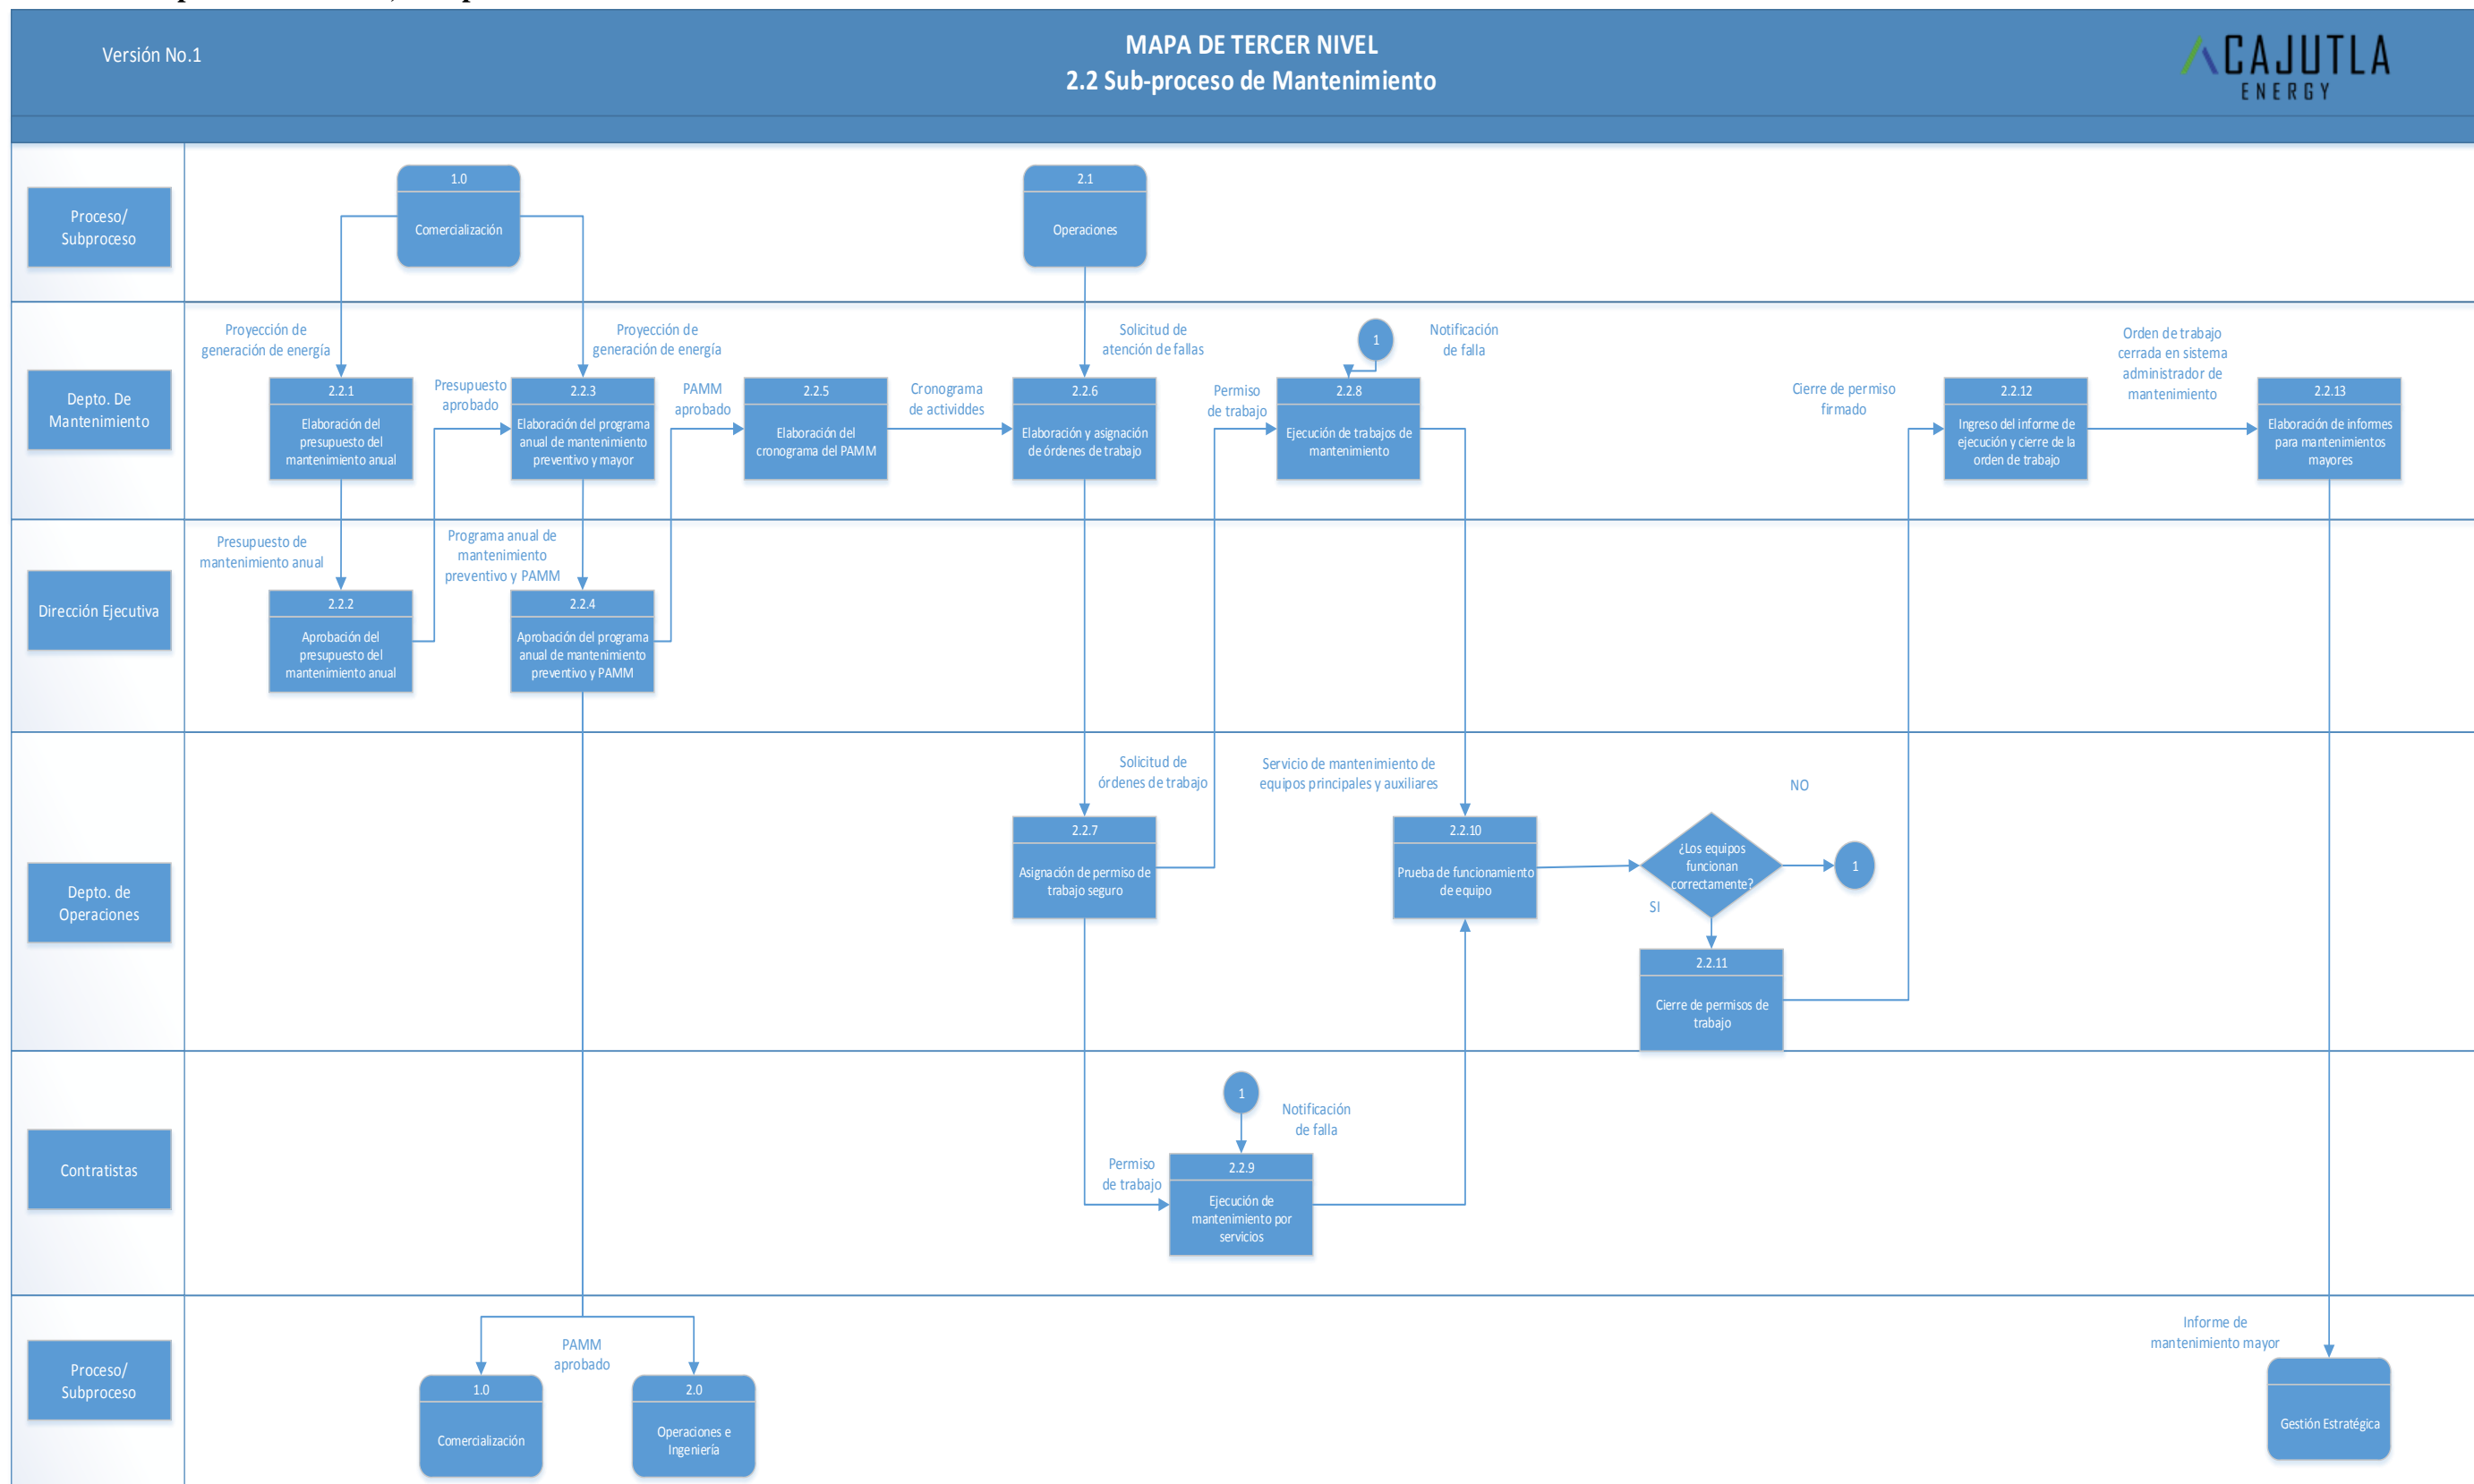 Versión No.1
MAPA DE TERCER NIVEL
2.2 Sub-proceso de Mantenimiento
CAJUTLA
ENERGY
Proceso/
Subproceso
1.0
Comercialización
2.1
Operaciones
Depto. De
Mantenimiento
Proyección de
generación de energía
2.2.1
Elaboración del
presupuesto del
mantenimiento anual
Presupuesto
aprobado
Proyección de
generación de energía
2.2.3
Elaboración del programa
anual de mantenimiento
preventivo y mayor
PAMM
aprobado
2.2.5
Elaboración del
cronograma del PAMM
Cronograma
de actividdes
Solicitud de
atención de fallas
2.2.6
Elaboración y asignación
de órdenes de trabajo
Permiso
de trabajo
1
Notificación
de falla
2.2.8
Ejecución de trabajos de
mantenimiento
Cierre de permiso
firmado
2.2.12
Ingreso del informe de
ejecución y cierre de la
orden de trabajo
Orden de trabajo
cerrada en sistema
administrador de
mantenimiento
2.2.13
Elaboración de informes
para mantenimientos
mayores
Dirección Ejecutiva
Presupuesto de
mantenimiento anual
2.2.2
Aprobación del
presupuesto del
mantenimiento anual
Programa anual de
mantenimiento
preventivo y PAMM
2.2.4
Aprobación del programa
anual de mantenimiento
preventivo y PAMM
Depto. de
Operaciones
Solicitud de
órdenes de trabajo
2.2.7
Asignación de permiso de
trabajo seguro
Servicio de mantenimiento de
equipos principales y auxiliares
2.2.10
Prueba de funcionamiento
de equipo
¿Los equipos
funcionan
correctamente?
NO
1
SI
2.2.11
Cierre de permisos de
trabajo
Contratistas
1
Notificación
de falla
Permiso
de trabajo
2.2.9
Ejecución de
mantenimiento por
servicios
Proceso/
Subproceso
PAMM
aprobado
1.0
Comercialización
2.0
Operaciones e
Ingeniería
Informe de
mantenimiento mayor
Gestión Estratégica